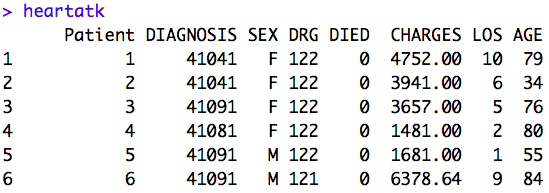 > heartatk
Patient DIAGNOSIS SEX DRG DIED CHARGES LOS AGE
1 1 41041 F 122 0 4752.00 10 79
2 2 41041 F 122 0 3941.00 6 34
3 3 41091 F 122 0 3657.00 5 76
4 4 41081 F 122 0 1481.00 2 80
5 5 41091 M 122 0 1681.00 1 55
6 6 41091 M 121 0 6378.64 9 84